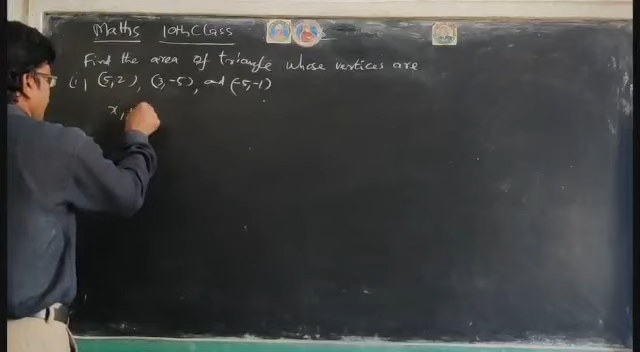 Maths 10th Class
Find the area of triangle whose vertices are
(i) (5,2), (3,-5), and (-5,-1)
x,